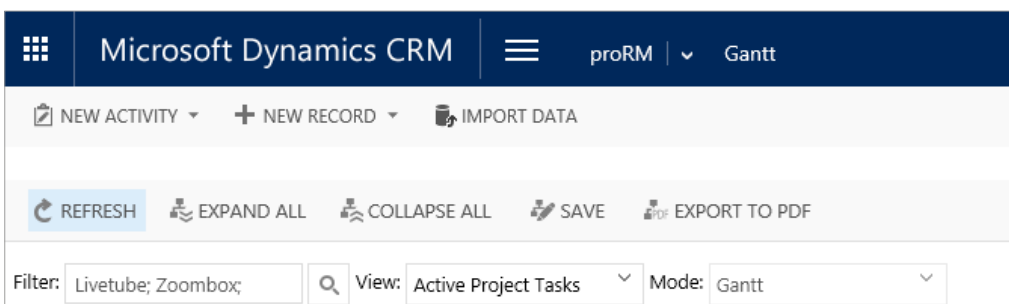 Microsoft Dynamics CRM proRM Gantt
NEW ACTIVITY NEW RECORD IMPORT DATA
REFRESH EXPAND ALL COLLAPSE ALL SAVE EXPORT TO PDF
Filter: Livetube; Zoombox; View: Active Project Tasks Mode: Gantt